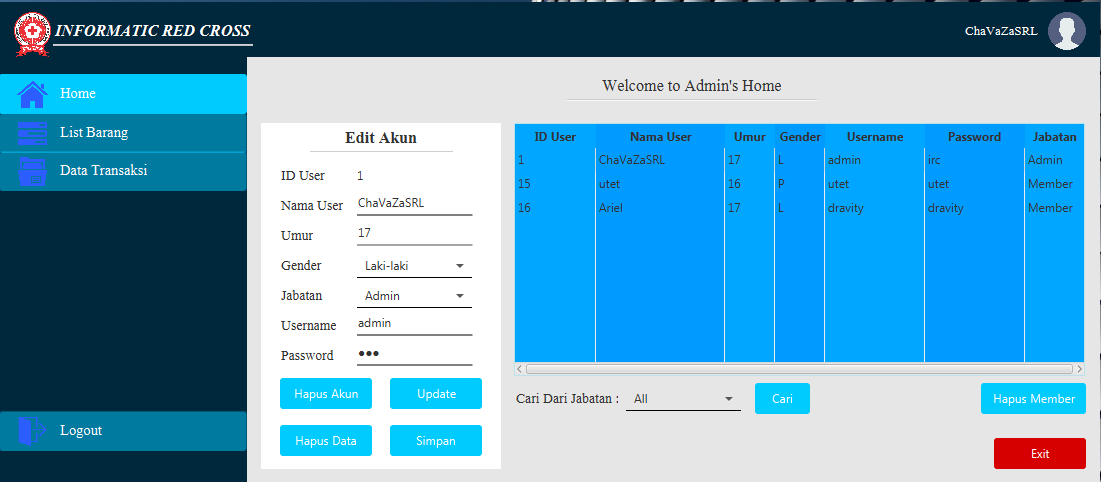 INFORMATIC RED CROSS
ChaVaZaSRL
Home
List Barang
Data Transaksi
Logout
Welcome to Admin's Home
Edit Akun
ID User 1
Nama User ChaVaZaSRL
Umur 17
Gender Laki-laki
Jabatan Admin
Username admin
Password ●●●
Hapus Akun Update
Hapus Data Simpan
ID User Nama User Umur Gender Username Password Jabatan
1 ChaVaZaSRL 17 L admin irc Admin
15 utet 16 P utet utet Member
16 Ariel 17 L dravity dravity Member
Cari Dari Jabatan : All Cari Hapus Member
Exit